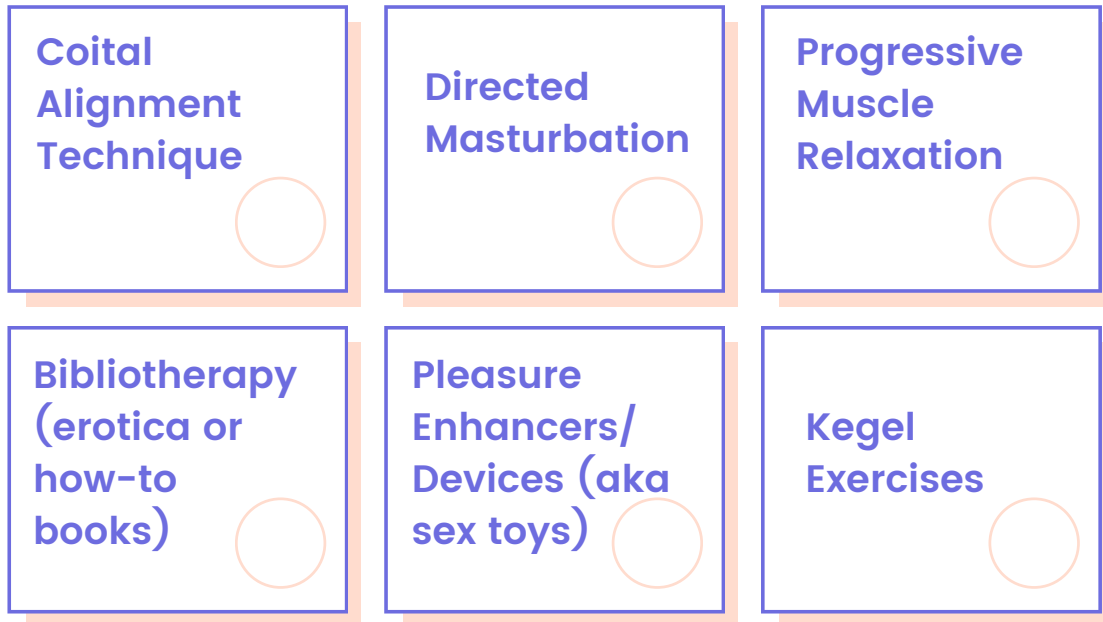 Coital
Alignment
Technique
Directed
Masturbation
Progressive
Muscle
Relaxation
Bibliotherapy
(erotica or
how-to
books)
Pleasure
Enhancers/
Devices (aka
sex toys)
Kegel
Exercises